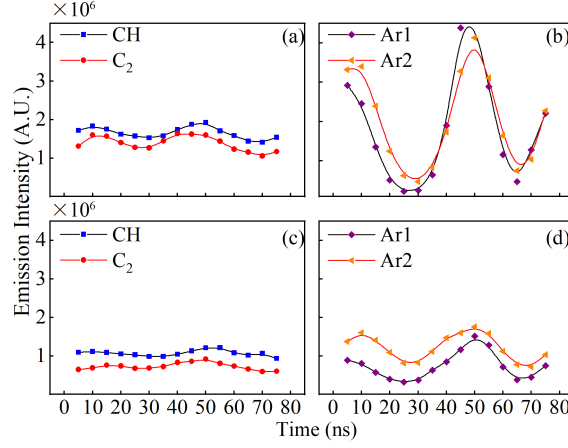 ×10⁶
4
3
2
1
CH
C₂
(a)
Ar1
Ar2
(b)
Emission Intensity (A.U.)
×10⁶
4
3
2
1
CH
C₂
(c)
Ar1
Ar2
(d)
0 10 20 30 40 50 60 70 80
0 10 20 30 40 50 60 70 80
Time (ns)